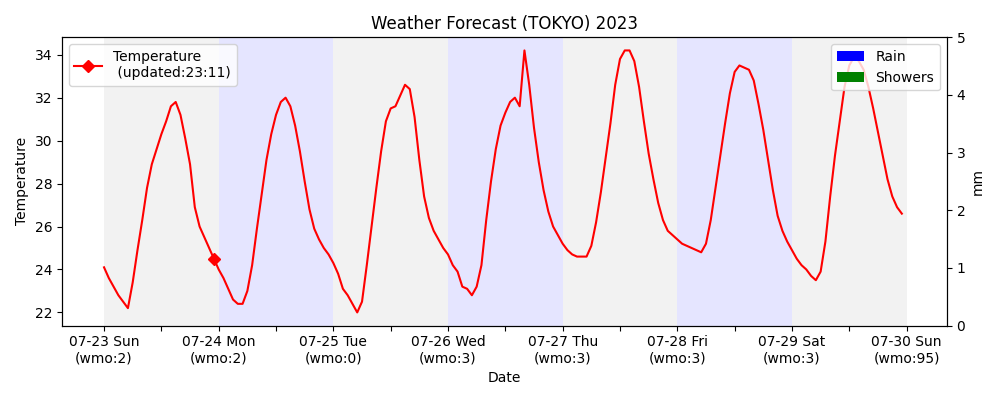 Weather Forecast (TOKYO) 2023
Temperature
(updated:23:11)
Rain
Showers
34
32
30
28
26
24
22
Temperature
5
4
3
2
1
0
mm
07-23 Sun
(wmo:2)
07-24 Mon
(wmo:2)
07-25 Tue
(wmo:0)
07-26 Wed
(wmo:3)
07-27 Thu
(wmo:3)
07-28 Fri
(wmo:3)
07-29 Sat
(wmo:3)
07-30 Sun
(wmo:95)
Date